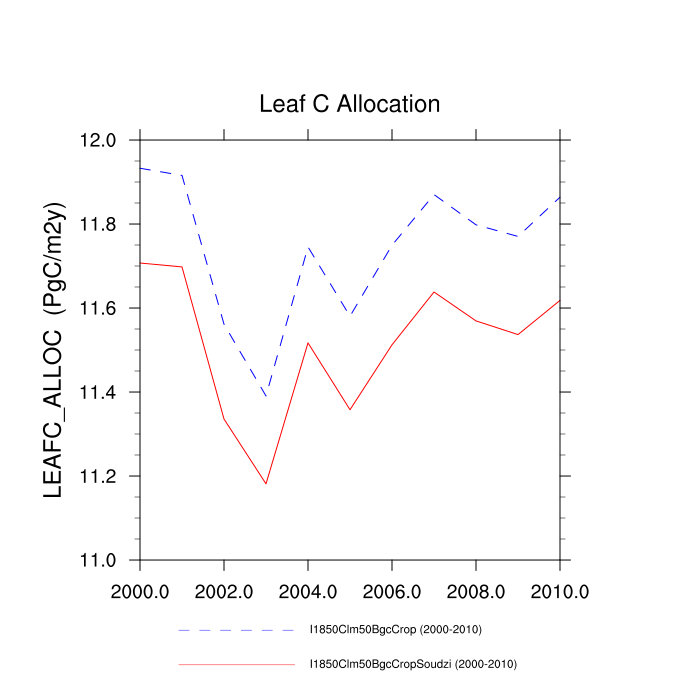 Leaf C Allocation
LEAFC_ALLOC (PgC/m2y)
12.0
11.8
11.6
11.4
11.2
11.0
2000.0 2002.0 2004.0 2006.0 2008.0 2010.0
I1850Clm50BgcCrop (2000-2010)
I1850Clm50BgcCropSoudzi (2000-2010)